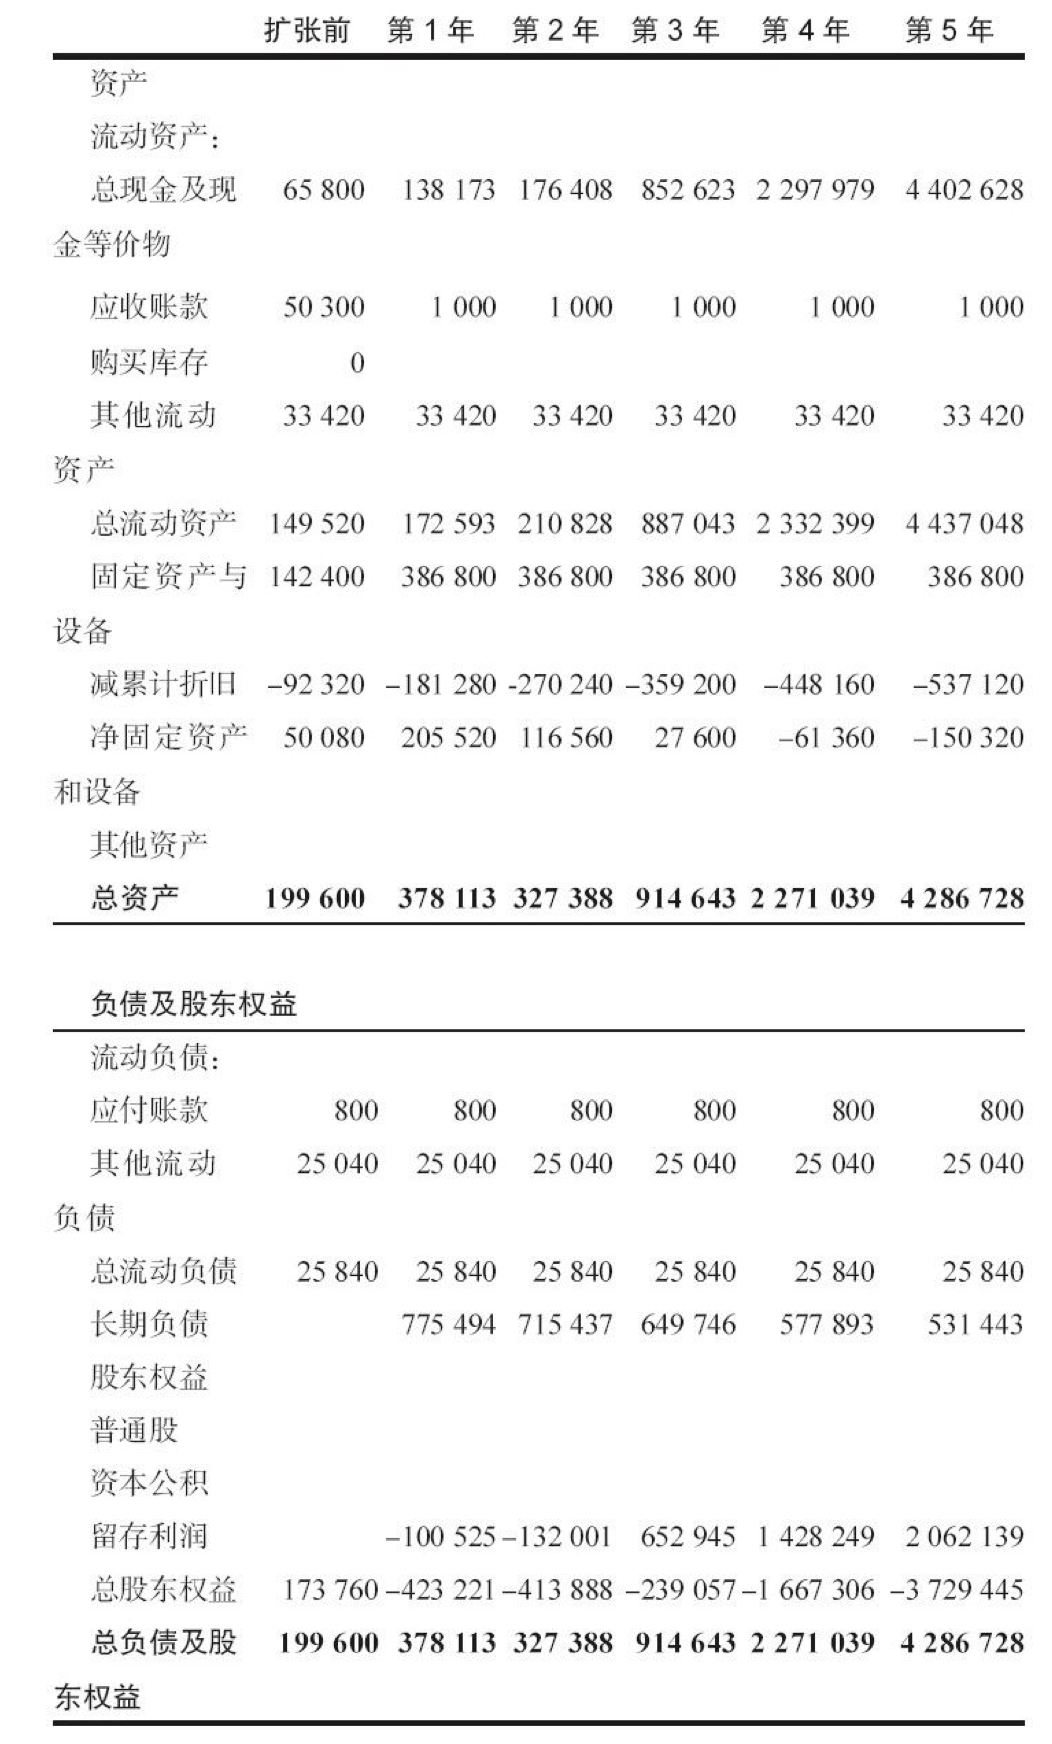 扩张前 第1年 第2年 第3年 第4年 第5年
资产
流动资产：
总现金及现 65 800 138 173 176 408 852 623 2 297 979 4 402 628
金等价物
应收账款 50 300 1 000 1 000 1 000 1 000 1 000
购买库存 0
其他流动 33 420 33 420 33 420 33 420 33 420 33 420
资产
总流动资产 149 520 172 593 210 828 887 043 2 332 399 4 437 048
固定资产与 142 400 386 800 386 800 386 800 386 800 386 800
设备
减累计折旧 –92 320 –181 280 -270 240 –359 200 –448 160 –537 120
净固定资产 50 080 205 520 116 560 27 600 –61 360 –150 320
和设备
其他资产
总资产 199 600 378 113 327 388 914 643 2 271 039 4 286 728
负债及股东权益
流动负债：
应付账款 800 800 800 800 800 800
其他流动 25 040 25 040 25 040 25 040 25 040 25 040
负债
总流动负债 25 840 25 840 25 840 25 840 25 840 25 840
长期负债 775 494 715 437 649 746 577 893 531 443
股东权益
普通股
资本公积
留存利润 –100 525 –132 001 652 945 1 428 249 2 062 139
总股东权益 173 760 –423 221 –413 888 –239 057 –1 667 306 –3 729 445
总负债及股 199 600 378 113 327 388 914 643 2 271 039 4 286 728
东权益